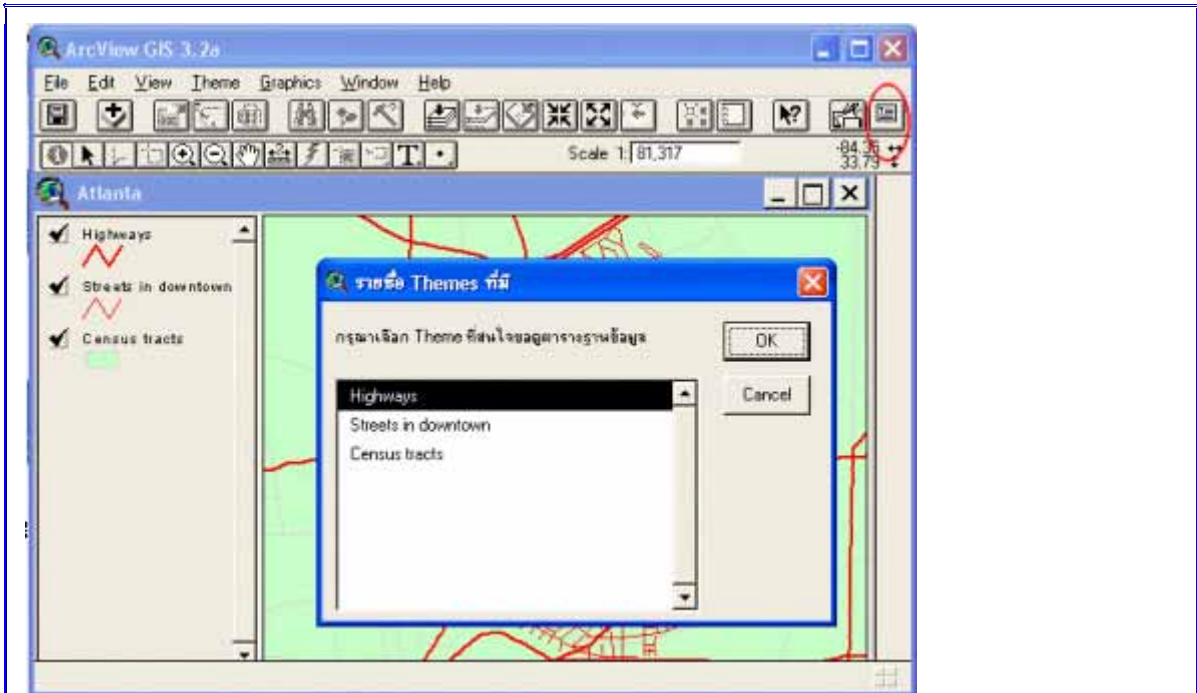 ArcView GIS 3.2a
File Edit View Theme Graphics Window Help
Scale 1: 81,317
-84.35
33.79
Atlanta
Highways
Streets in downtown
Census tracts
รายชื่อ Themes ที่มี
กรุณาเลือก Theme ที่สนใจขอดูตารางฐานข้อมูล
OK
Highways
Cancel
Streets in downtown
Census tracts